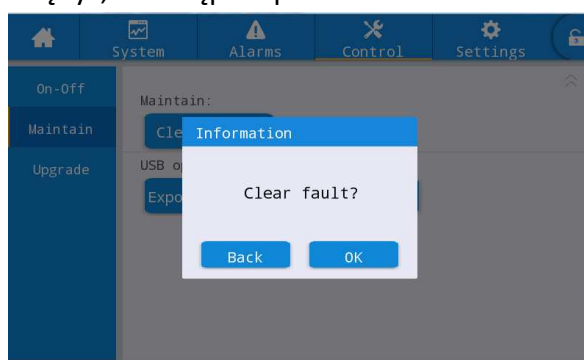 System Alarms Control Settings
On-Off
Maintain:
Maintain
Cle
Information
Upgrade
USB o
Clear fault?
Expo
Back OK